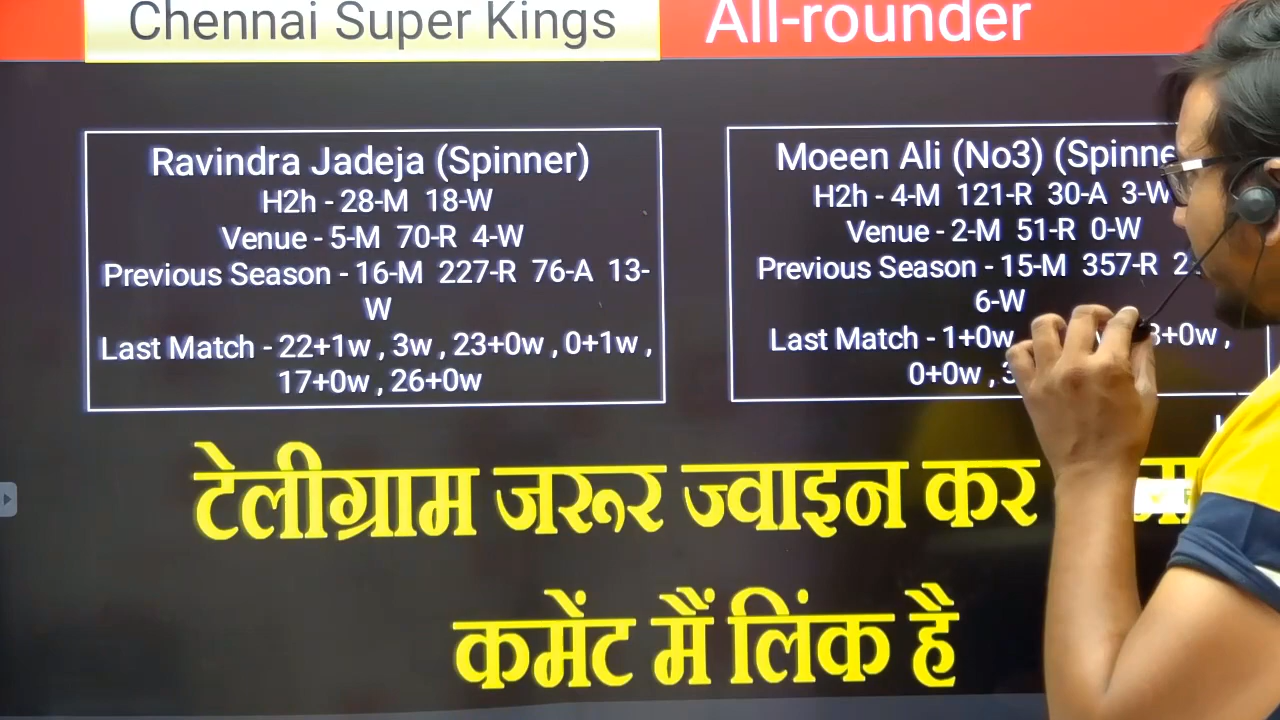 Chennai Super Kings
All-rounder
Ravindra Jadeja (Spinner)
H2h - 28-M 18-W
Venue - 5-M 70-R 4-W
Previous Season - 16-M 227-R 76-A 13-
W
Last Match - 22+1w , 3w , 23+0w , 0+1w ,
17+0w , 26+0w
Moeen Ali (No3)
H2h - 4-M 121-R 30-A 3-W
Venue - 2-M 51-R 0-W
Previous Season - 15-M 357-R
6-W
Last Match - 1+0w
0+0w ,
टेलीग्राम जरूर ज्वाइन कर
कमेंट मैं लिंक है